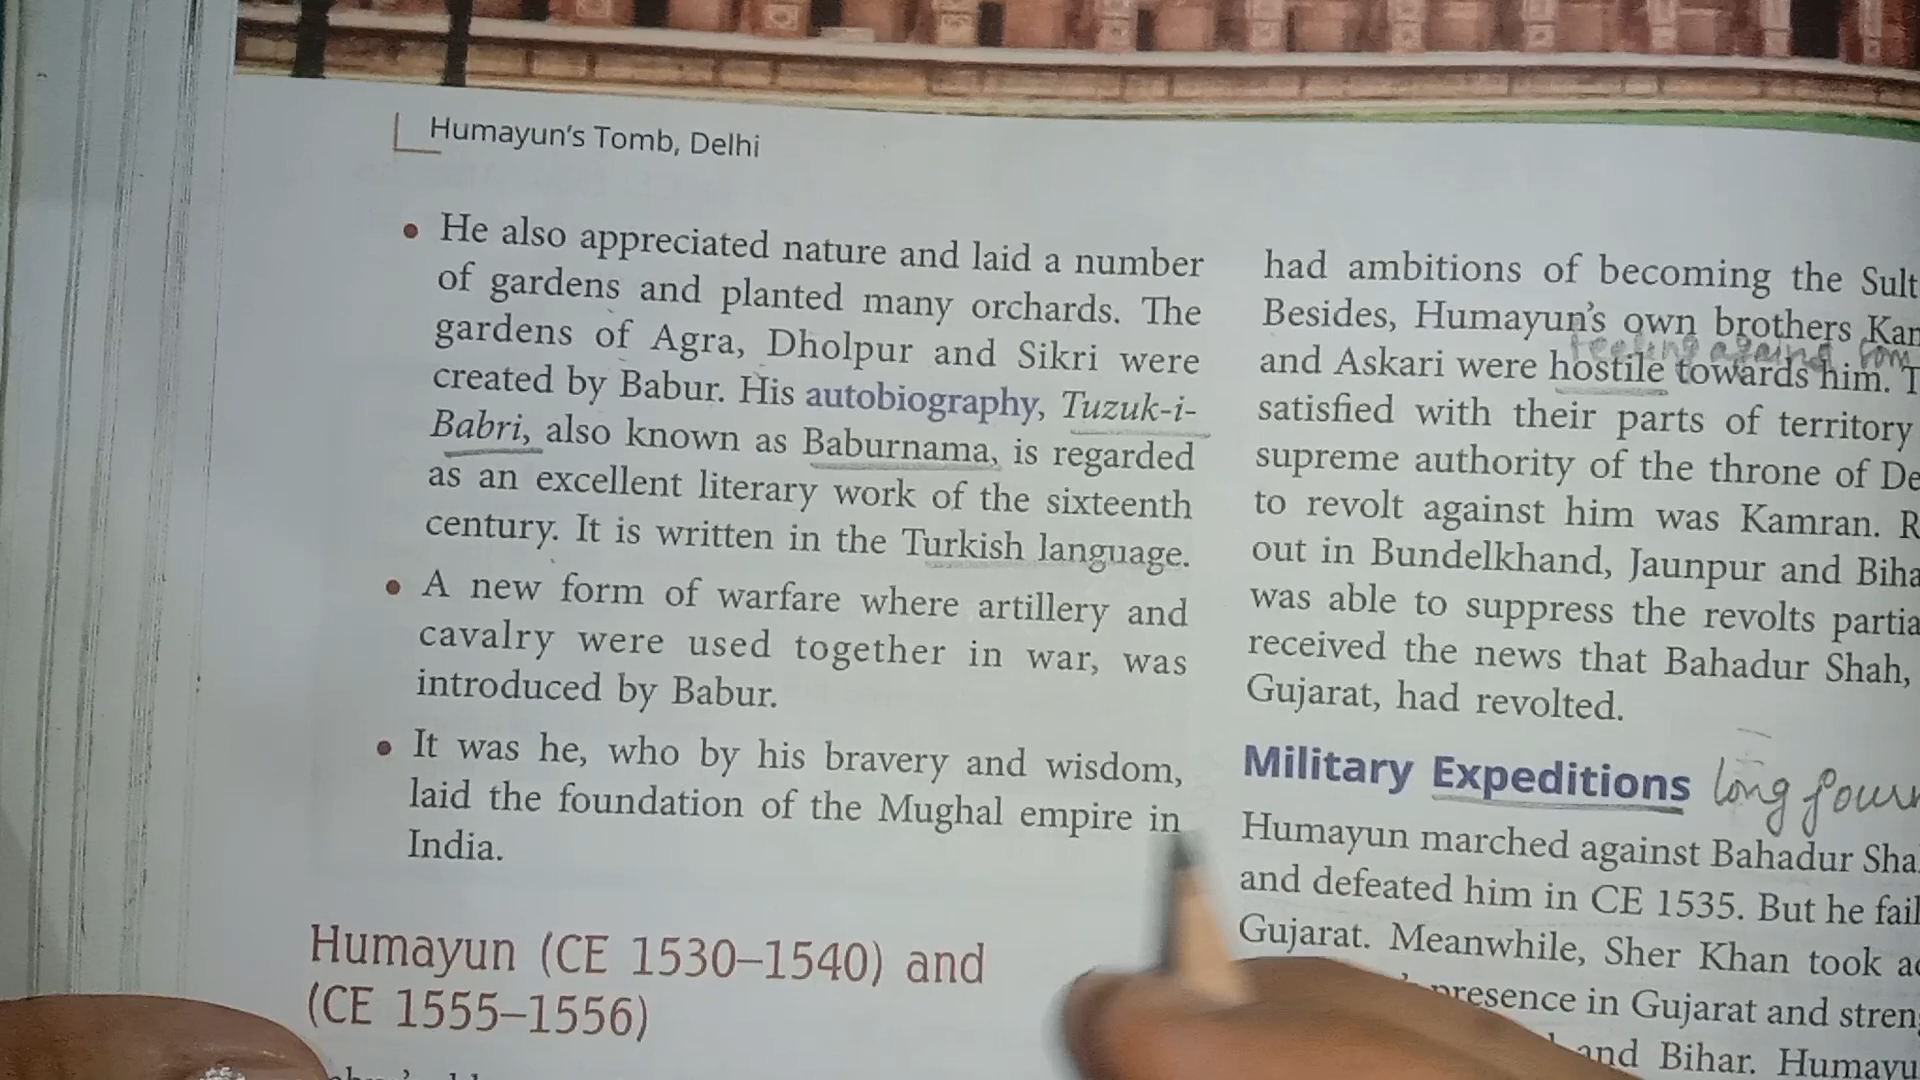 Humayun's Tomb, Delhi
• He also appreciated nature and laid a number
of gardens and planted many orchards. The
gardens of Agra, Dholpur and Sikri were
created by Babur. His autobiography, Tuzuk-i-
Babri, also known as Baburnama, is regarded
as an excellent literary work of the sixteenth
century. It is written in the Turkish language.
• A new form of warfare where artillery and
cavalry were used together in war, was
introduced by Babur.
• It was he, who by his bravery and wisdom,
laid the foundation of the Mughal empire in
India.
Humayun (CE 1530–1540) and
(CE 1555–1556)
had ambitions of becoming the Sult
Besides, Humayun's own brothers Kam
feeling against
and Askari were hostile towards him. T
satisfied with their parts of territory
supreme authority of the throne of De
to revolt against him was Kamran. R
out in Bundelkhand, Jaunpur and Biha
was able to suppress the revolts partia
received the news that Bahadur Shah,
Gujarat, had revolted.
Military Expeditions long jour
Humayun marched against Bahadur Sha
and defeated him in CE 1535. But he fail
Gujarat. Meanwhile, Sher Khan took ad
presence in Gujarat and streng
and Bihar. Humayu